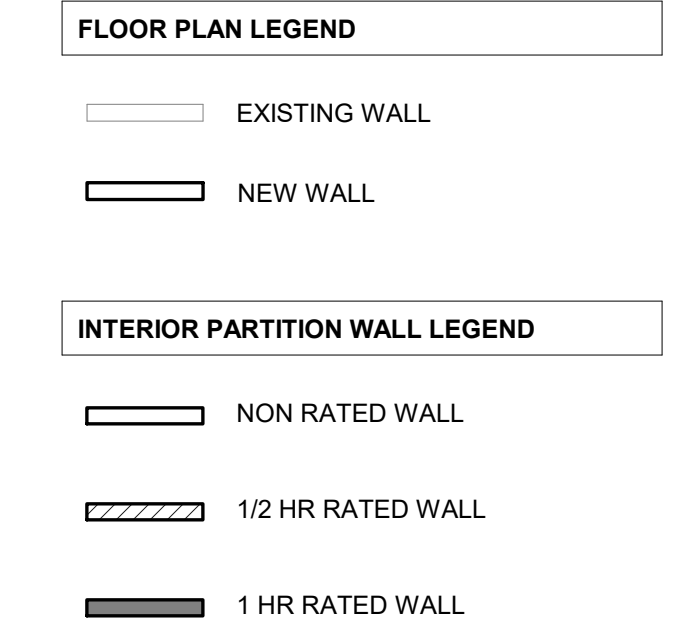 FLOOR PLAN LEGEND
EXISTING WALL
NEW WALL
INTERIOR PARTITION WALL LEGEND
NON RATED WALL
1/2 HR RATED WALL
1 HR RATED WALL